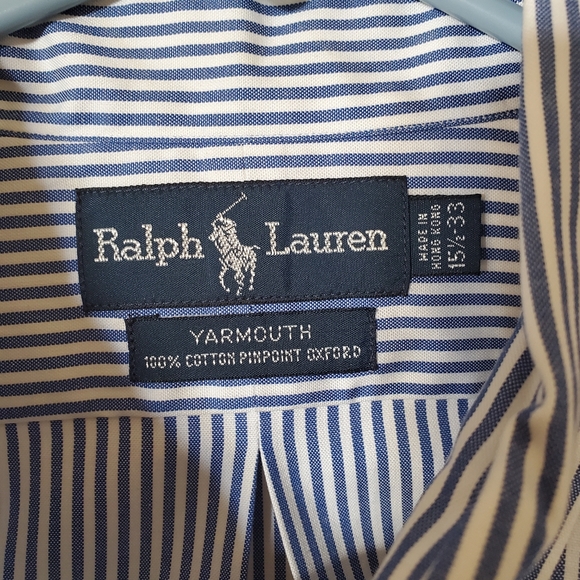 Ralph Lauren
MADE IN
HONG KONG
15½-33
YARMOUTH
100% COTTON PINPOINT OXFORD